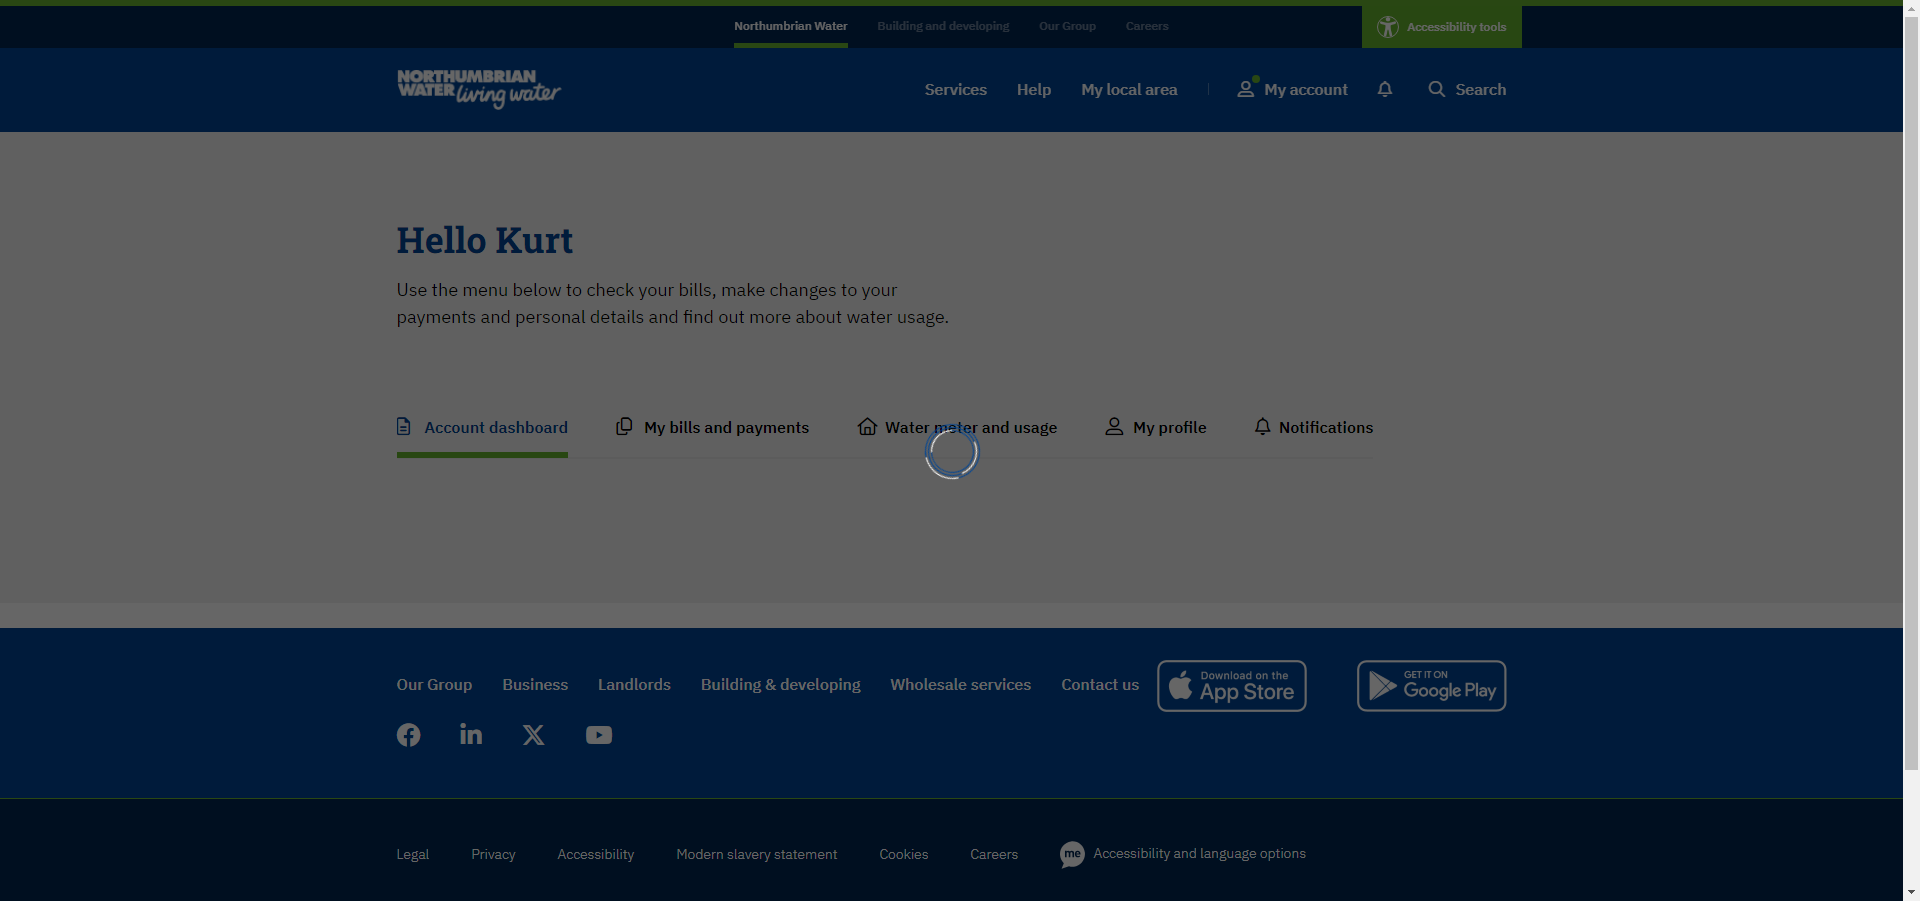 Northumbrian Water
Building and developing
Our Group
Careers
Accessibility tools
NORTHUMBRIAN
WATER living water
Services
Help
My local area
My account
Search
Hello Kurt
Use the menu below to check your bills, make changes to your
payments and personal details and find out more about water usage.
Account dashboard
My bills and payments
Water meter and usage
My profile
Notifications
Our Group
Business
Landlords
Building & developing
Wholesale services
Contact us
Download on the
App Store
GET IT ON
Google Play
Legal
Privacy
Accessibility
Modern slavery statement
Cookies
Careers
me
Accessibility and language options